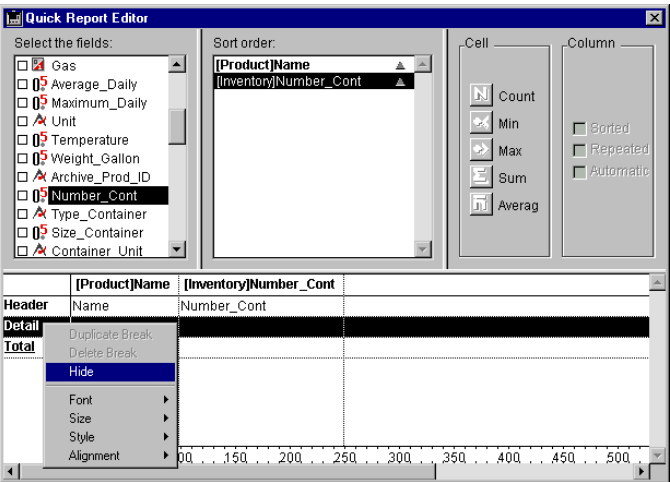 Quick Report Editor
Select the fields:
Gas
Average_Daily
Maximum_Daily
Unit
Temperature
Weight_Gallon
Archive_Prod_ID
Number_Cont
Type_Container
Size_Container
Container_Unit
Sort order:
[Product]Name
[Inventory]Number_Cont
Cell
Count
Min
Max
Sum
Averag
Column
Sorted
Repeated
Automatic
[Product]Name [Inventory]Number_Cont
Header Name Number_Cont
Detail
Total
Duplicate Break
Delete Break
Hide
Font
Size
Style
Alignment
00 150 200 250 300 350 400 450 500